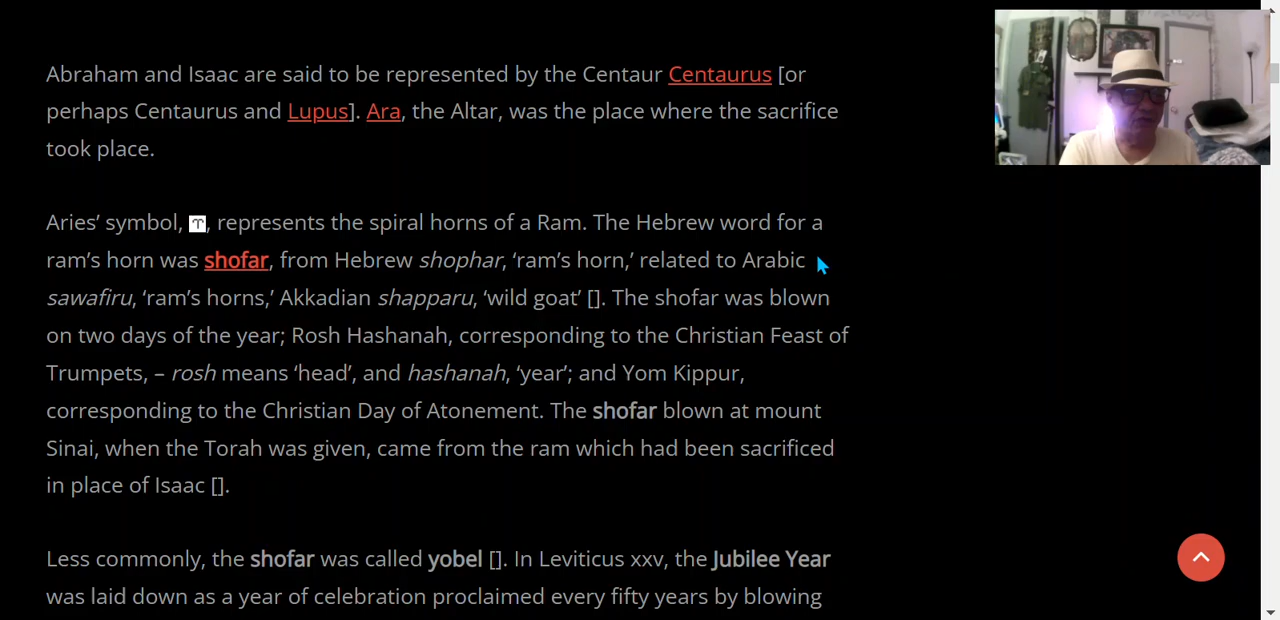 Abraham and Isaac are said to be represented by the Centaur Centaurus [or
perhaps Centaurus and Lupus]. Ara, the Altar, was the place where the sacrifice
took place.
Aries’ symbol, ♈, represents the spiral horns of a Ram. The Hebrew word for a
ram’s horn was shofar, from Hebrew shophar, ‘ram’s horn,’ related to Arabic
sawafiru, ‘ram’s horns,’ Akkadian shapparu, ‘wild goat’ []. The shofar was blown
on two days of the year; Rosh Hashanah, corresponding to the Christian Feast of
Trumpets, – rosh means ‘head’, and hashanah, ‘year’; and Yom Kippur,
corresponding to the Christian Day of Atonement. The shofar blown at mount
Sinai, when the Torah was given, came from the ram which had been sacrificed
in place of Isaac [].
Less commonly, the shofar was called yobel []. In Leviticus xxv, the Jubilee Year
was laid down as a year of celebration proclaimed every fifty years by blowing